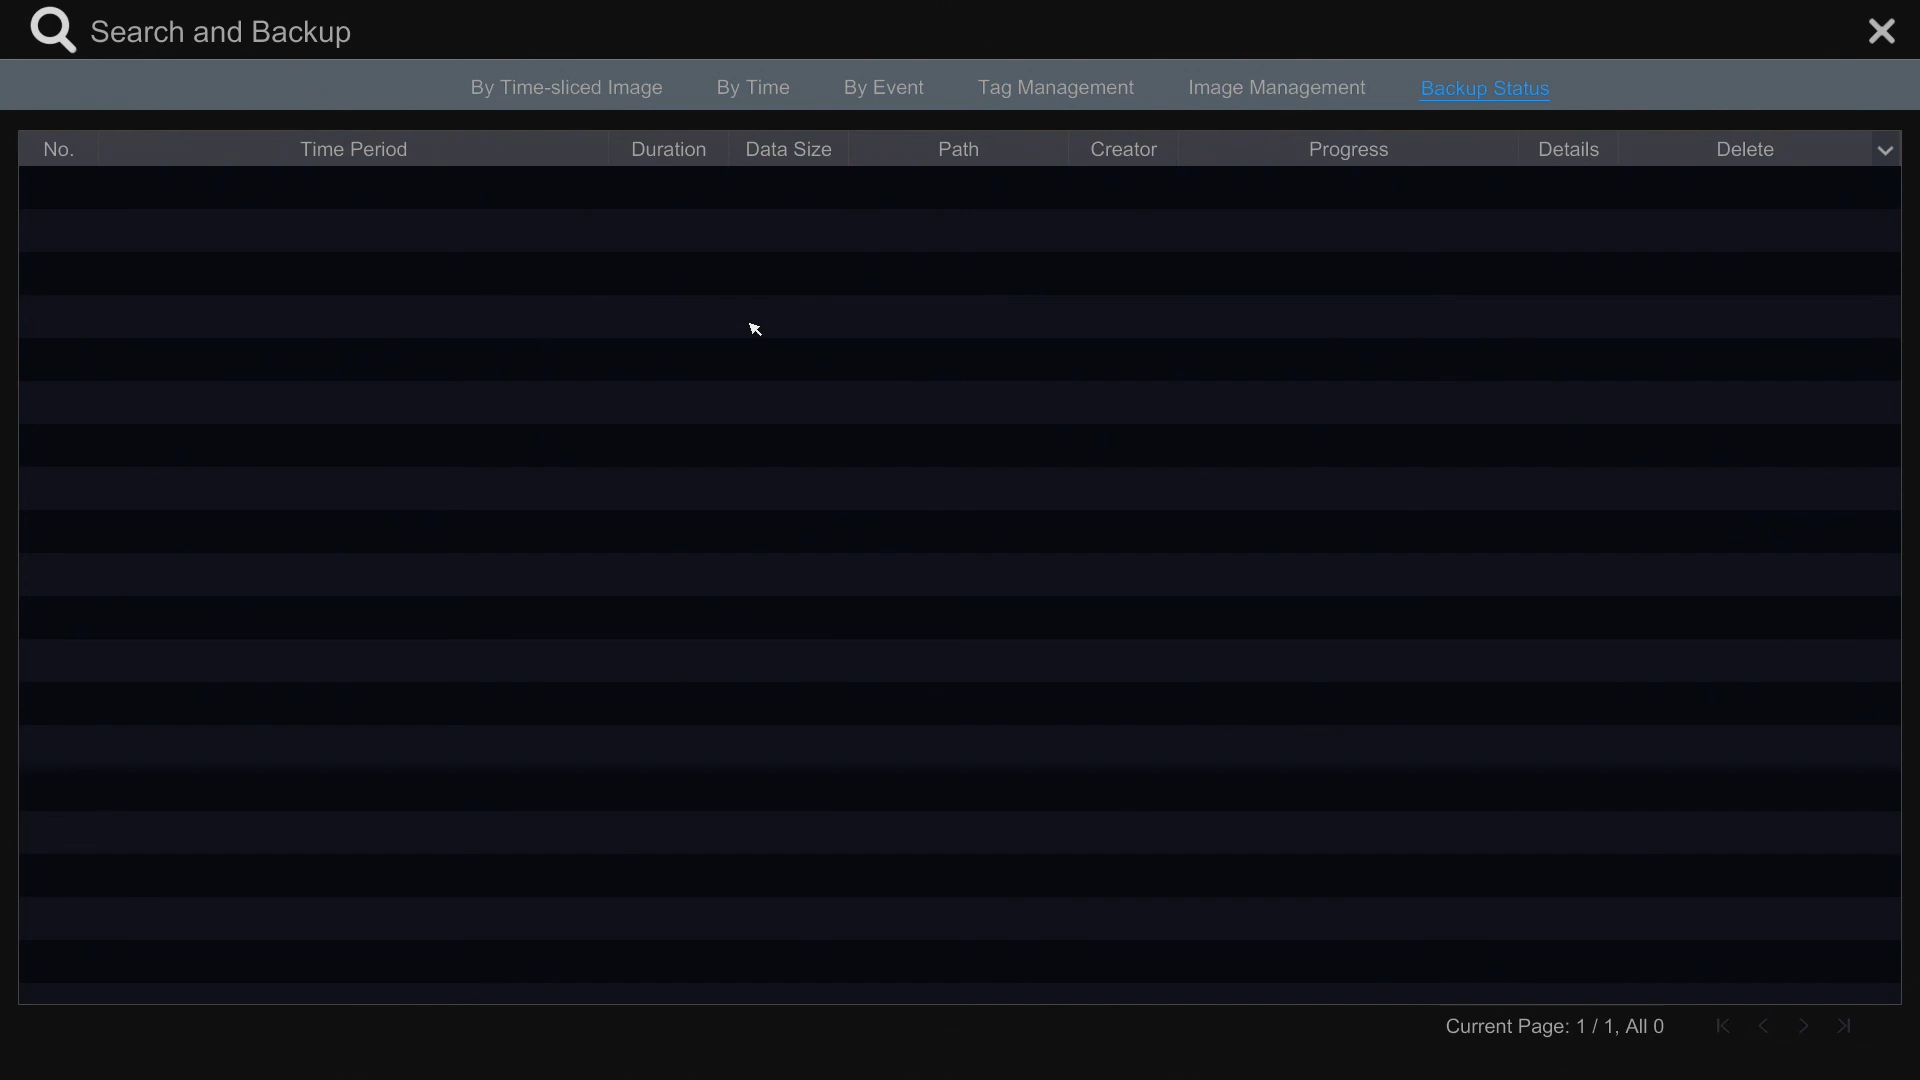 Search and Backup
By Time-sliced Image By Time By Event Tag Management Image Management Backup Status
No. Time Period Duration Data Size Path Creator Progress Details Delete
Current Page: 1 / 1, All 0